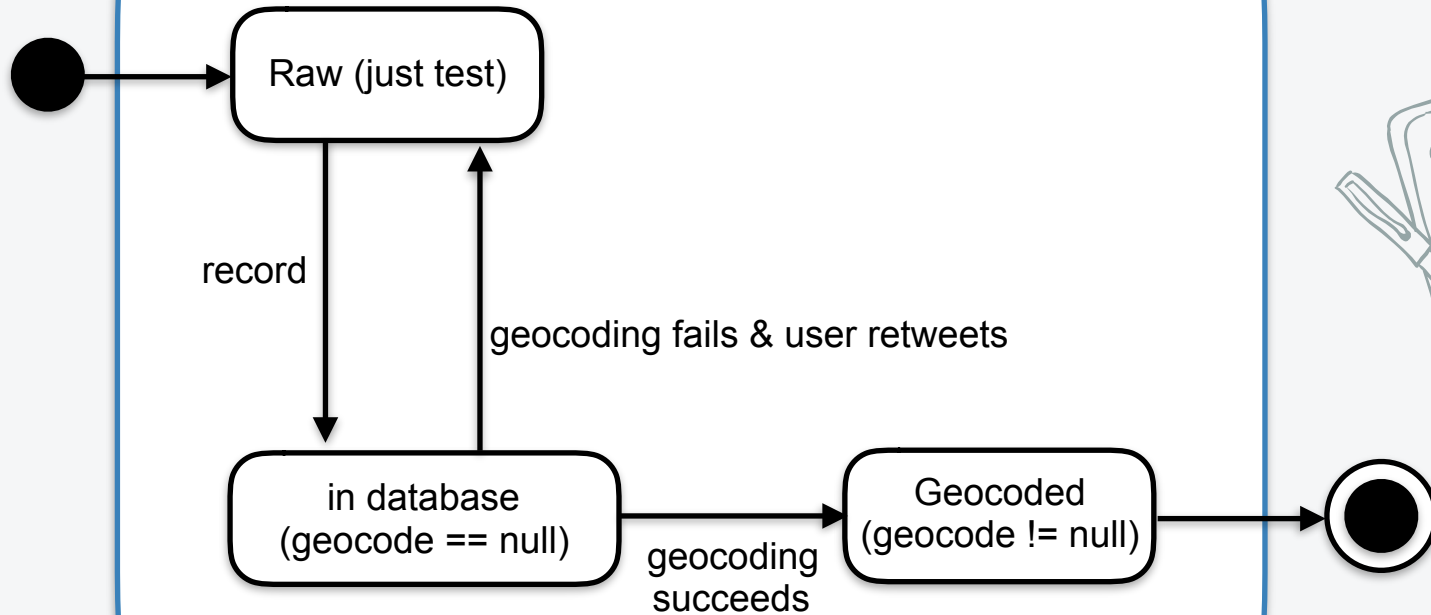 Raw (just test)
record
geocoding fails & user retweets
in database
(geocode == null)
geocoding
succeeds
Geocoded
(geocode != null)